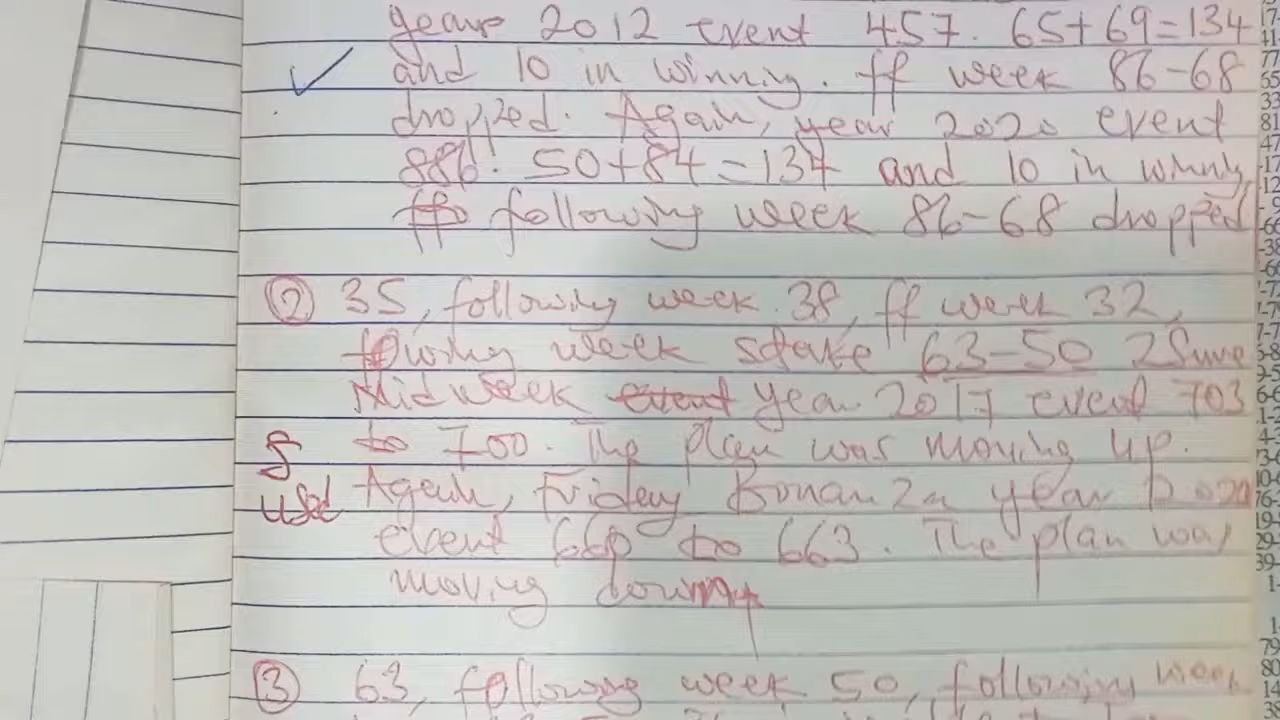 years 2012 event 457. 65+69=134
and 10 in winning. ff week 86-68
dropped. Again, year 2020 event
886. 50+84=134 and 10 in winning
following week 86-68 dropped
② 35, following week 38, ff week 32,
following week stake 63-50 2Sure
Midweek event year 2017 event 703
to 700. The plan was moving up.
Again, Friday Bonanza year 2020
event 660 to 663. The plan was
moving down
used
③ 63, following week 50, following week